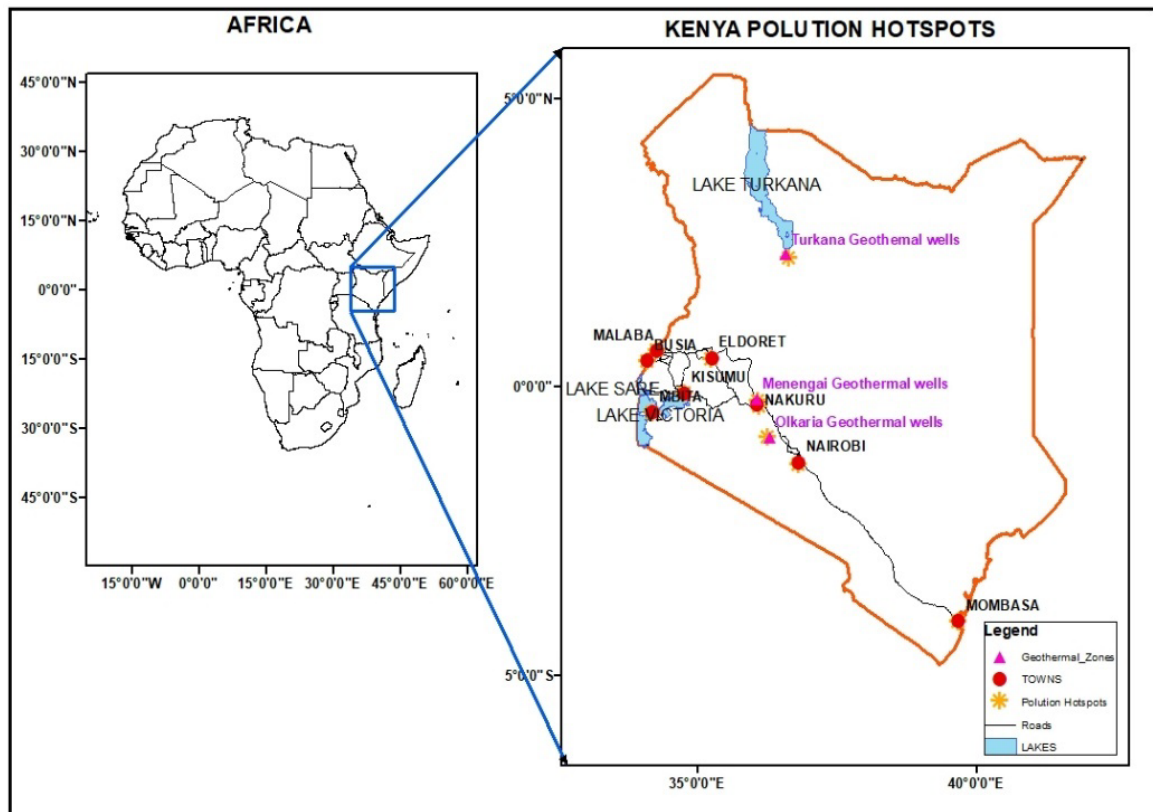 AFRICA
KENYA POLUTION HOTSPOTS
45°0'0"N
30°0'0"N
15°0'0"N
0°0'0"
15°0'0"S
30°0'0"S
45°0'0"S
15°0'0"W
0°0'0"
15°0'0"E
30°0'0"E
45°0'0"E
60°0'0"E
5°0'0"N
0°0'0"
5°0'0"S
35°0'0"E
40°0'0"E
LAKE TURKANA
Turkana Geothemal wells
MALABA
BUSIA
ELDORET
KISUMU
LAKE SARE
MBITA
LAKE VICTORIA
Menengai Geothermal wells
NAKURU
Olkaria Geothermal wells
NAIROBI
MOMBASA
Legend
Geothermal_Zones
TOWNS
Polution Hotspots
Roads
LAKES